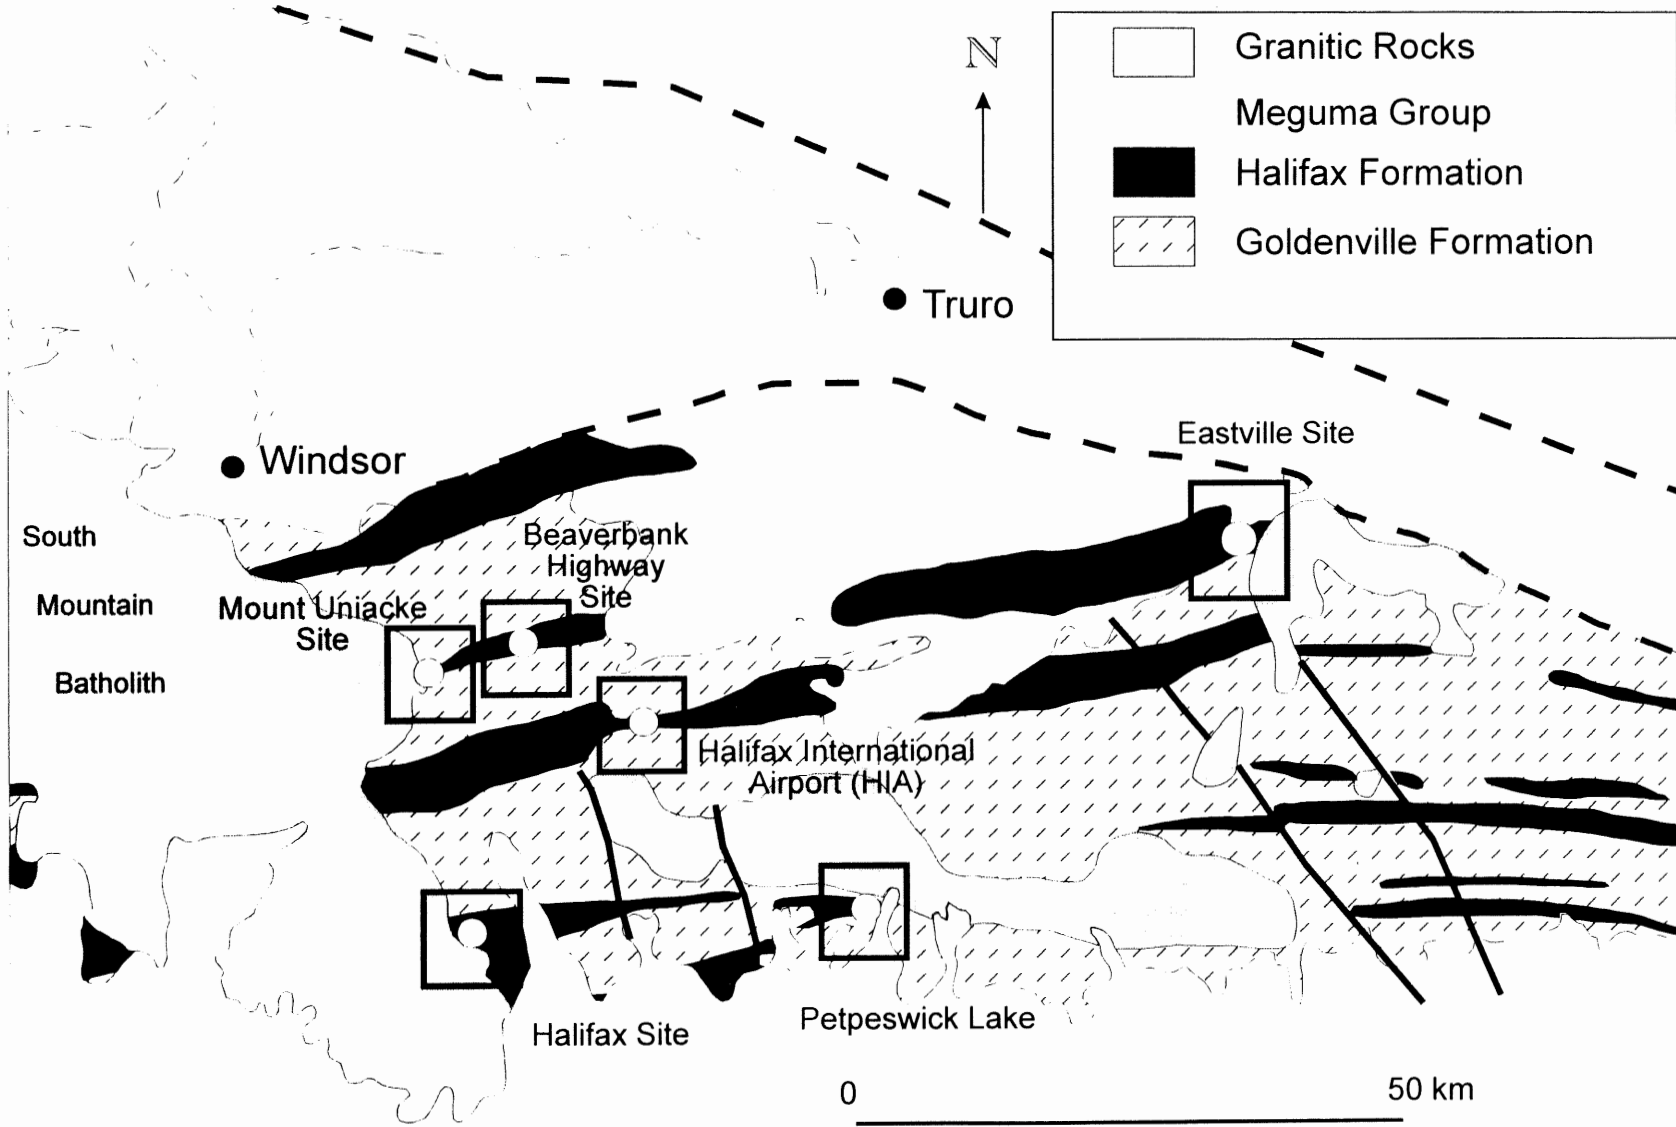 N
Granitic Rocks
Meguma Group
Halifax Formation
Goldenville Formation
Truro
Eastville Site
Windsor
South
Mountain
Batholith
Beaverbank
Highway
Site
Mount Uniacke
Site
Halifax International
Airport (HIA)
Halifax Site
Petpeswick Lake
0
50 km